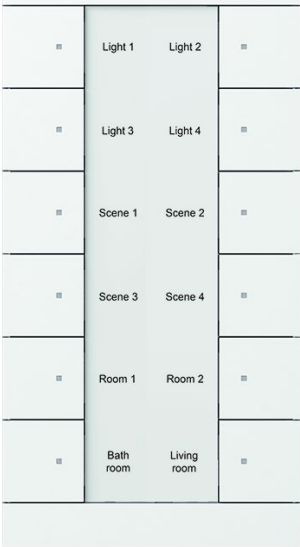 Light 1 Light 2
Light 3 Light 4
Scene 1 Scene 2
Scene 3 Scene 4
Room 1 Room 2
Bath Living
room room